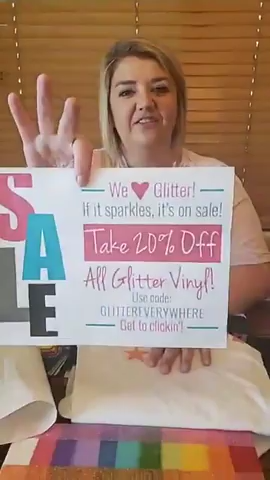 SALE
We ♥ Glitter!
If it sparkles, it's on sale!
Take 20% Off
All Glitter Vinyl!
Use code:
GLITTEREVERYWHERE
Get to clickin'!